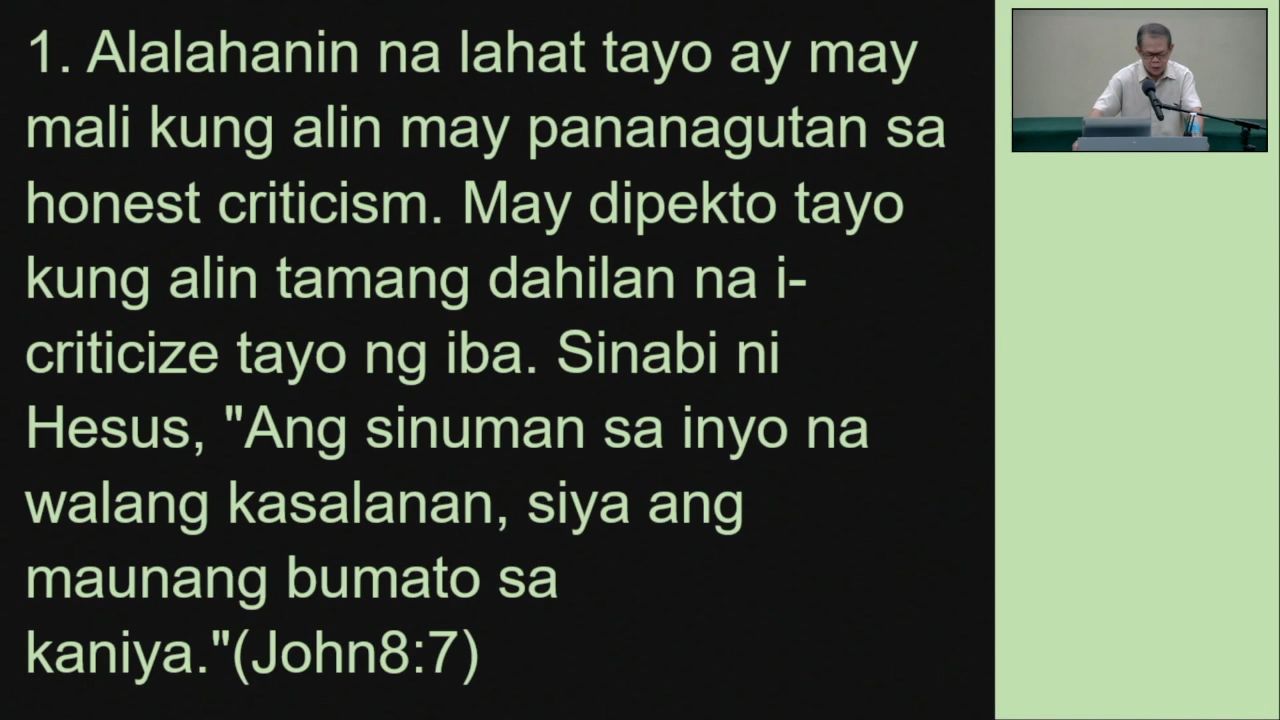 1. Alalahanin na lahat tayo ay may
mali kung alin may pananagutan sa
honest criticism. May dipekto tayo
kung alin tamang dahilan na i-
criticize tayo ng iba. Sinabi ni
Hesus, "Ang sinuman sa inyo na
walang kasalanan, siya ang
maunang bumato sa
kaniya."(John8:7)